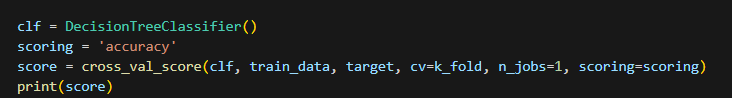 clf = DecisionTreeClassifier()
scoring = 'accuracy'
score = cross_val_score(clf, train_data, target, cv=k_fold, n_jobs=1, scoring=scoring)
print(score)